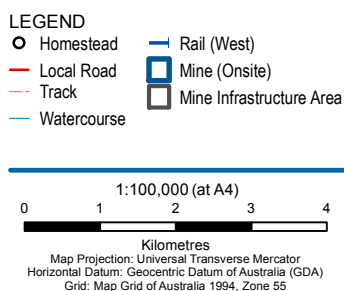 LEGEND
Homestead
Local Road
Track
Watercourse
Rail (West)
Mine (Onsite)
Mine Infrastructure Area
1:100,000 (at A4)
0 1 2 3 4
Kilometres
Map Projection: Universal Transverse Mercator
Horizontal Datum: Geocentric Datum of Australia (GDA)
Grid: Map Grid of Australia 1994, Zone 55